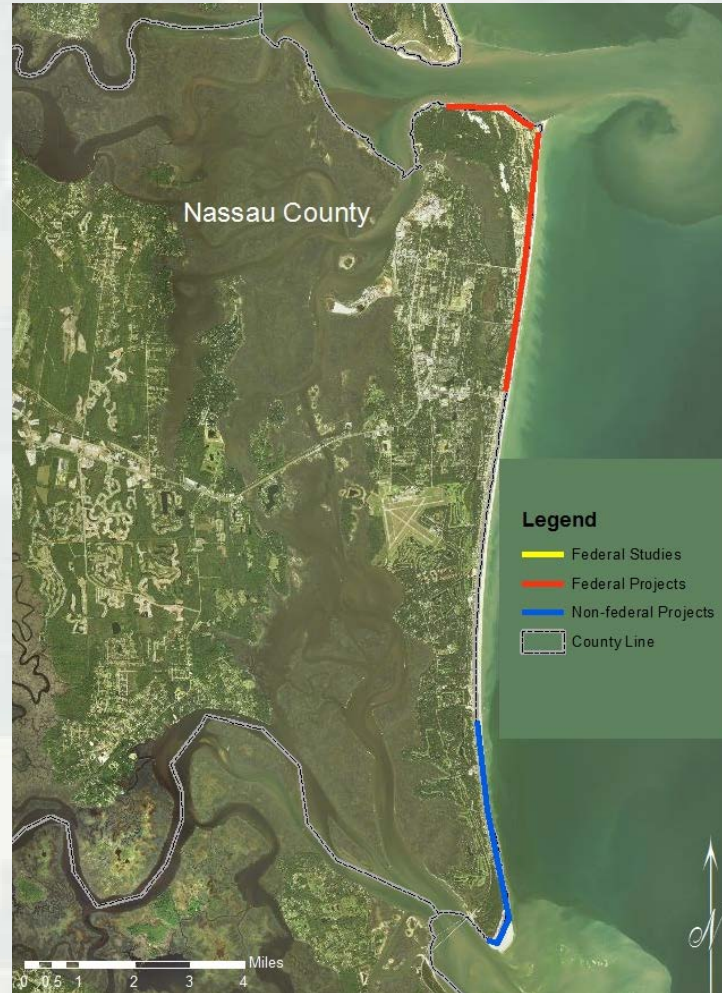 Nassau County
Legend
Federal Studies
Federal Projects
Non-federal Projects
County Line
Miles
0 0.5 1 2 3 4
N